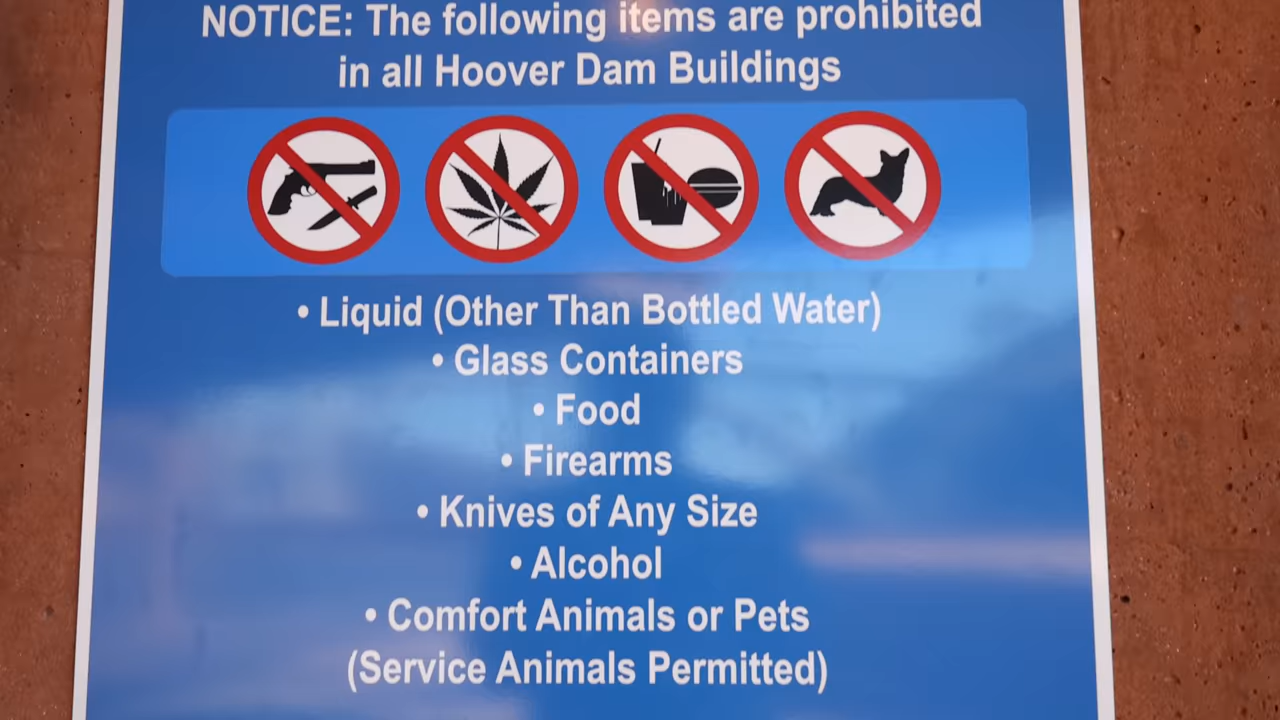 NOTICE: The following items are prohibited
in all Hoover Dam Buildings
• Liquid (Other Than Bottled Water)
• Glass Containers
• Food
• Firearms
• Knives of Any Size
• Alcohol
• Comfort Animals or Pets
(Service Animals Permitted)